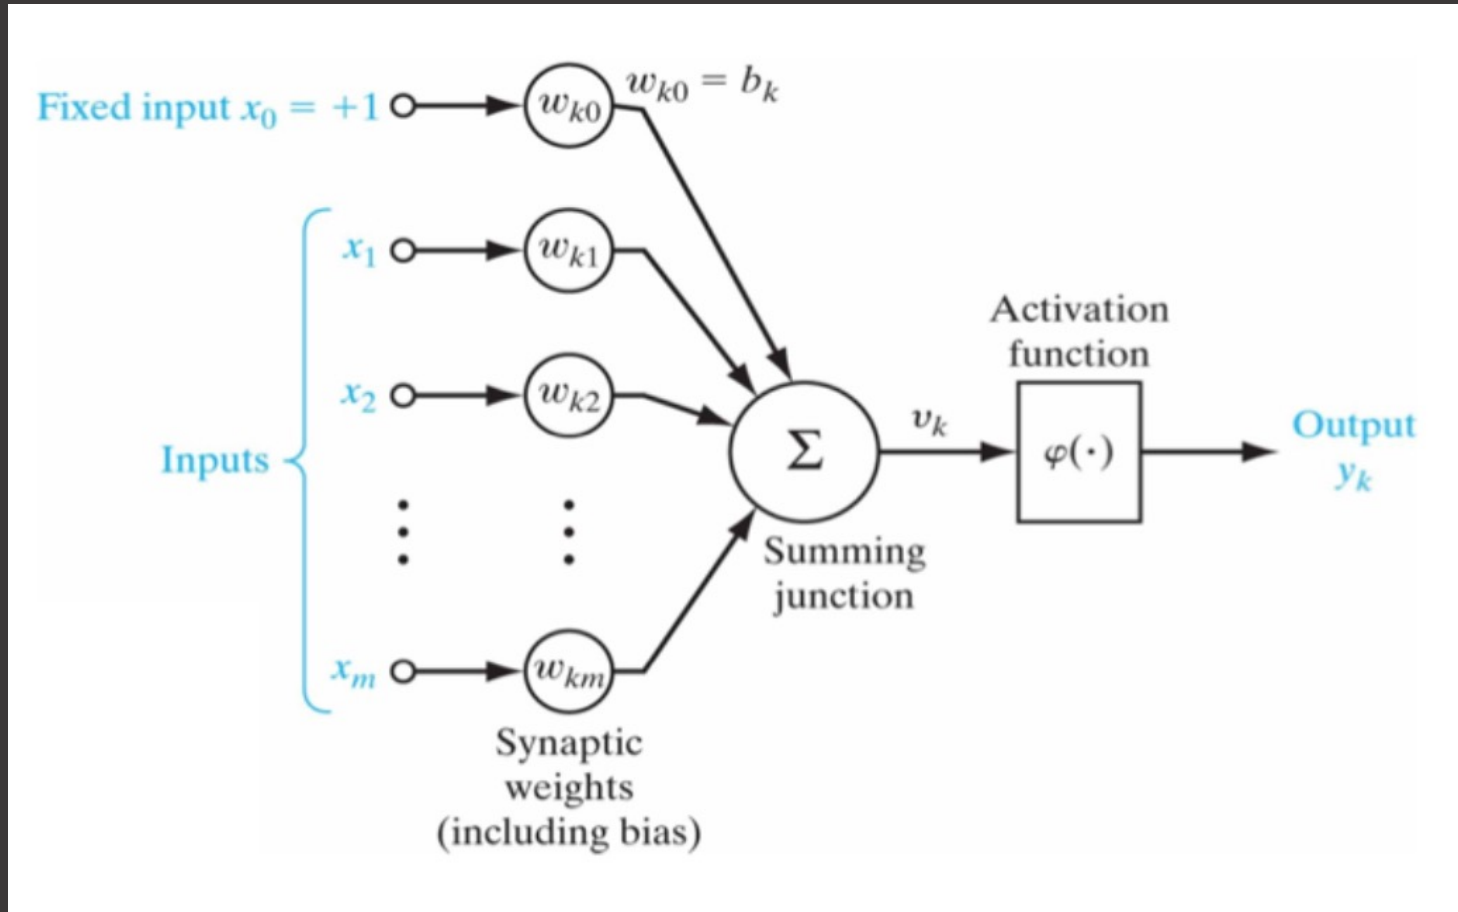 Fixed input x₀ = +1
wₖ₀
wₖ₀ = bₖ
x₁
wₖ₁
x₂
wₖ₂
Inputs
Σ
vₖ
Activation
function
φ(·)
Output
yₖ
Summing
junction
xₘ
wₖₘ
Synaptic
weights
(including bias)